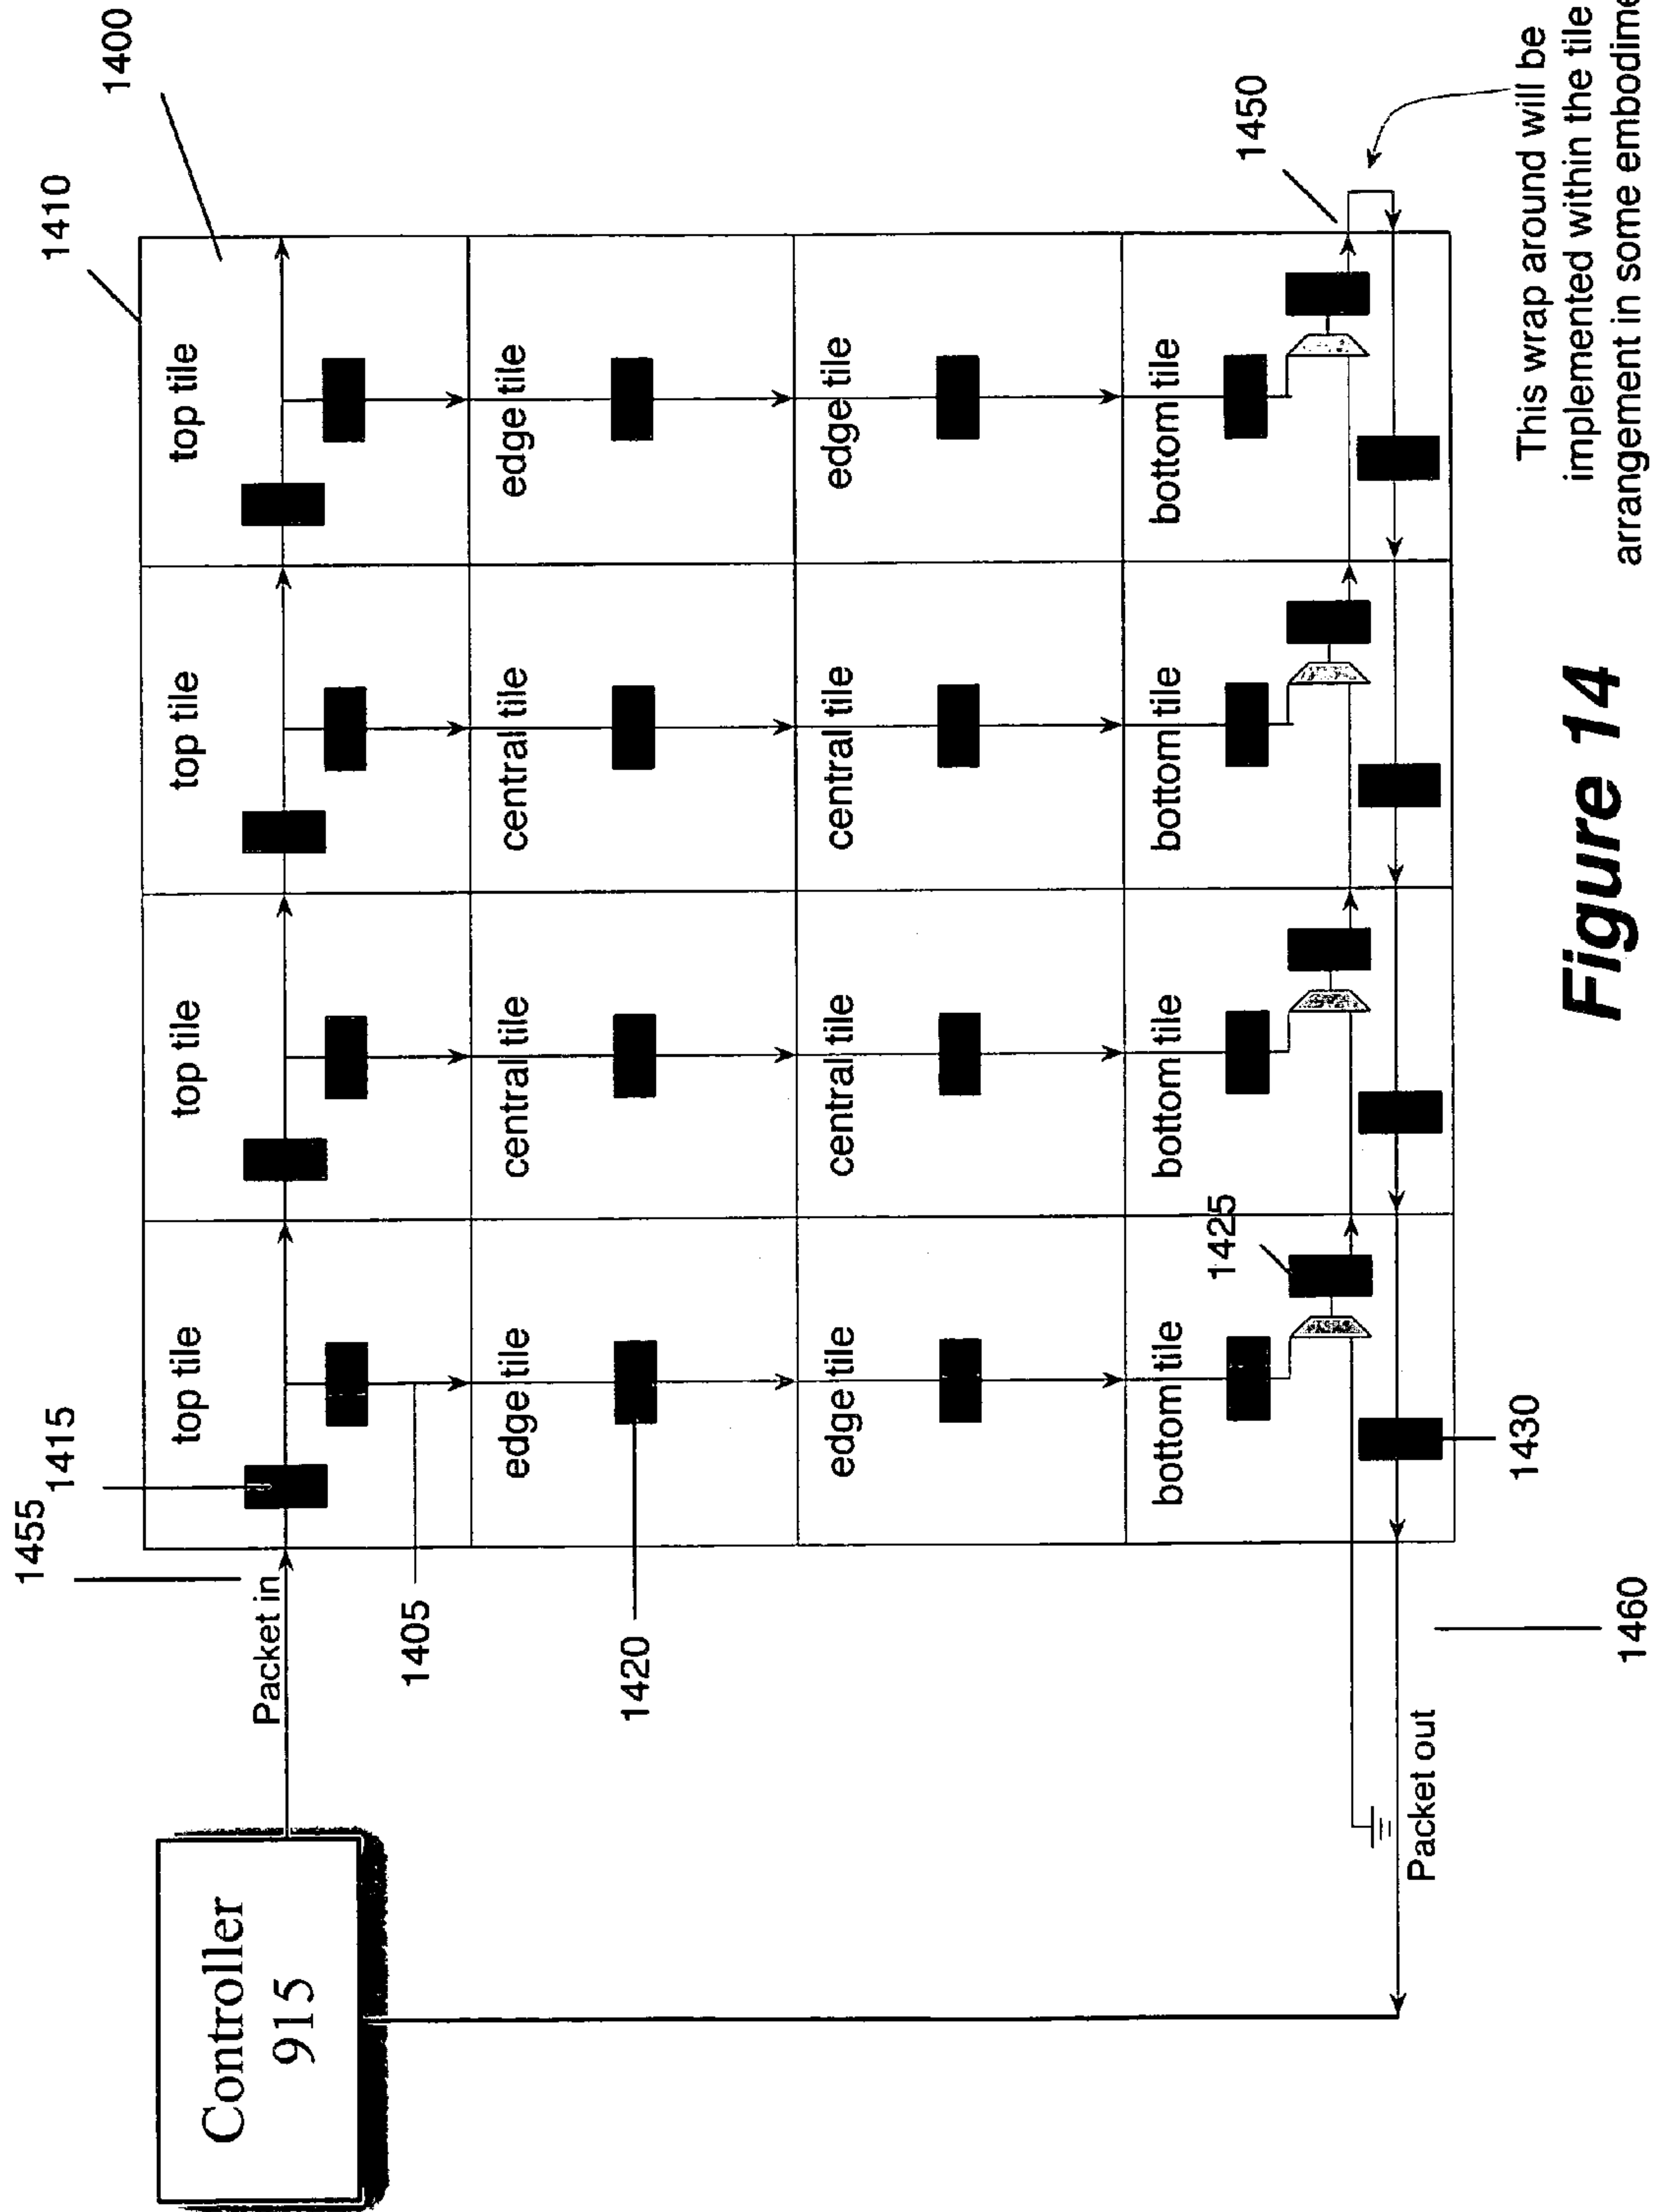 1455
1415
1410
1400
top tile
top tile
top tile
top tile
Controller
915
Packet in
1405
edge tile
central tile
central tile
edge tile
1420
edge tile
central tile
central tile
edge tile
bottom tile
bottom tile
bottom tile
bottom tile
1425
1450
Packet out
1430
1460
This wrap around will be
implemented within the tile
arrangement in some embodime
Figure 14